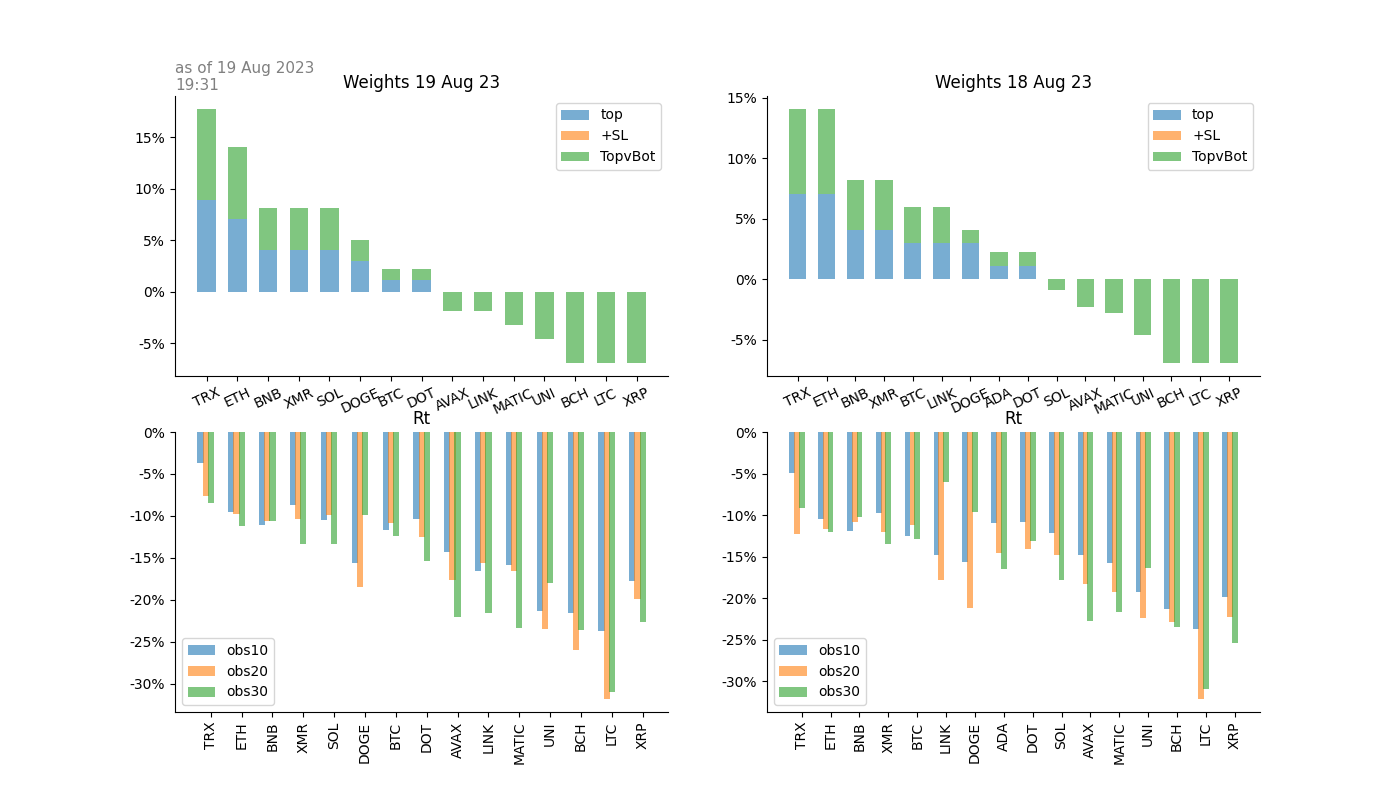 as of 19 Aug 2023
19:31
Weights 19 Aug 23
15%
10%
5%
0%
-5%
top
+SL
TopvBot
TRX ETH BNB XMR SOL DOGE BTC DOT AVAX LINK MATIC UNI BCH LTC XRP
Weights 18 Aug 23
15%
10%
5%
0%
-5%
top
+SL
TopvBot
TRX ETH BNB XMR BTC LINK DOGE ADA DOT SOL AVAX MATIC UNI BCH LTC XRP
Rt
0%
-5%
-10%
-15%
-20%
-25%
-30%
obs10
obs20
obs30
TRX ETH BNB XMR SOL DOGE BTC DOT AVAX LINK MATIC UNI BCH LTC XRP
Rt
0%
-5%
-10%
-15%
-20%
-25%
-30%
obs10
obs20
obs30
TRX ETH BNB XMR BTC LINK DOGE ADA DOT SOL AVAX MATIC UNI BCH LTC XRP